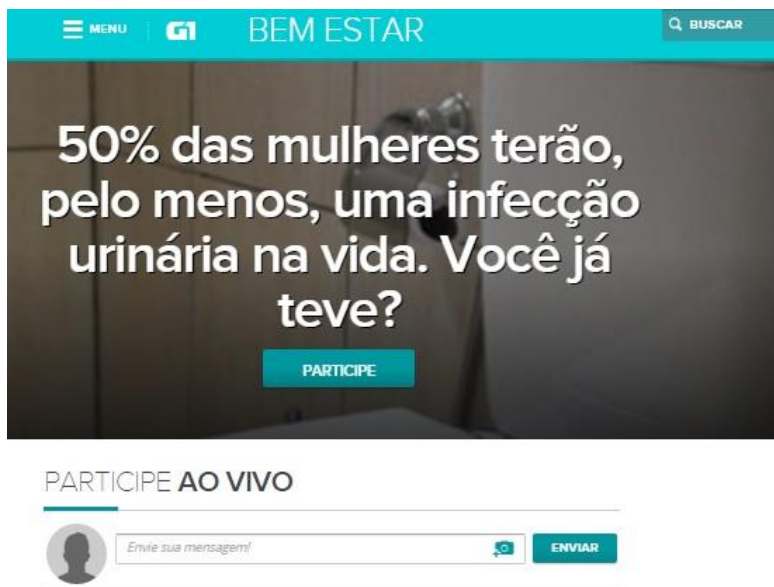 MENU G1 BEM ESTAR BUSCAR
50% das mulheres terão,
pelo menos, uma infecção
urinária na vida. Você já
teve?
PARTICIPE
PARTICIPE AO VIVO
Envie sua mensagem!
ENVIAR